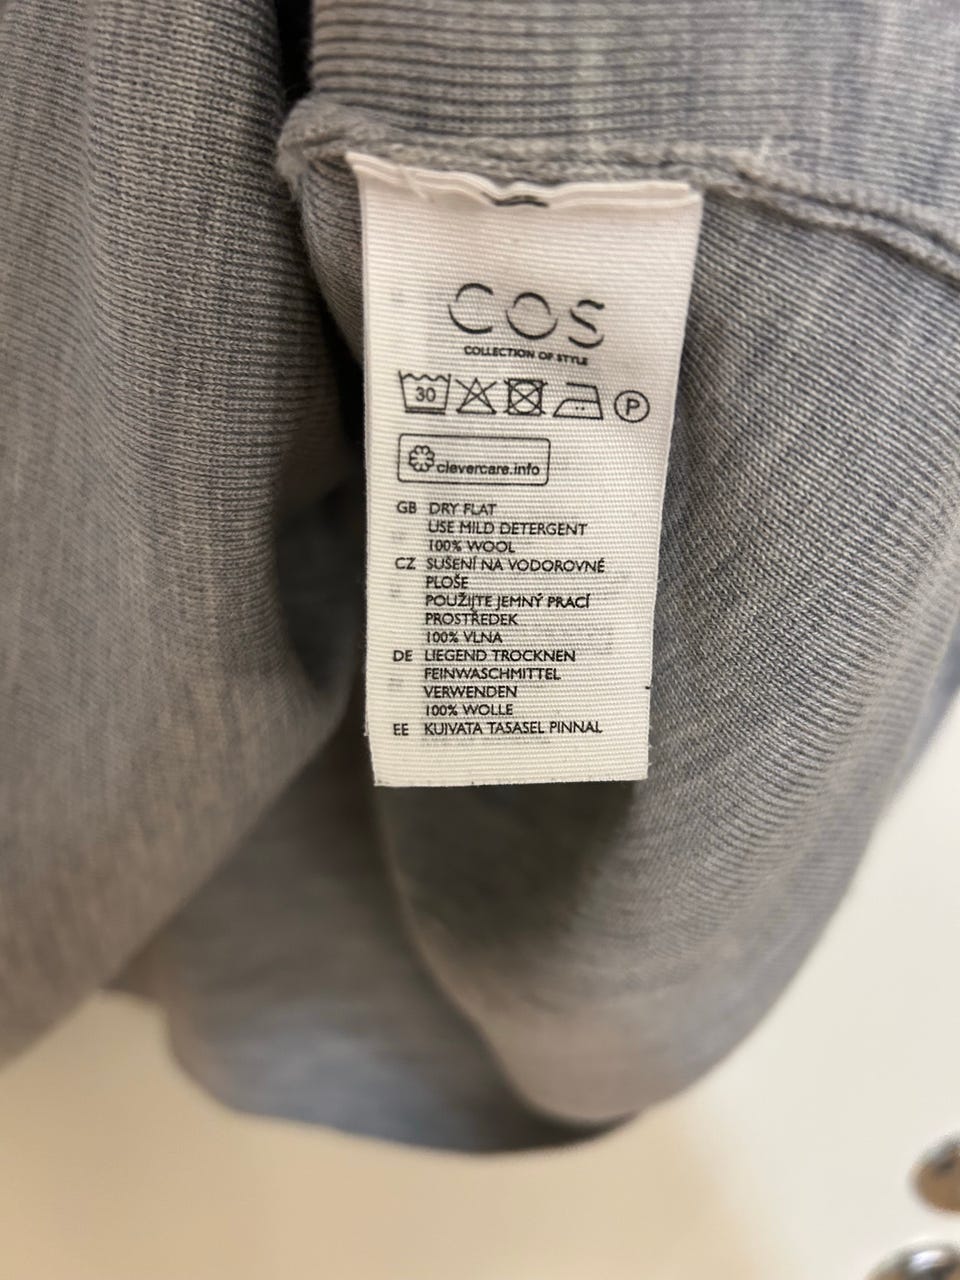 COS
COLLECTION OF STYLE
30
P
clevercare.info
GB DRY FLAT
USE MILD DETERGENT
100% WOOL
CZ SUŠENÍ NA VODOROVNÉ
PLOŠE
POUŽIJTE JEMNÝ PRACÍ
PROSTŘEDEK
100% VLNA
DE LIEGEND TROCKNEN
FEINWASCHMITTEL
VERWENDEN
100% WOLLE
EE KUIVATA TASASEL PINNAL